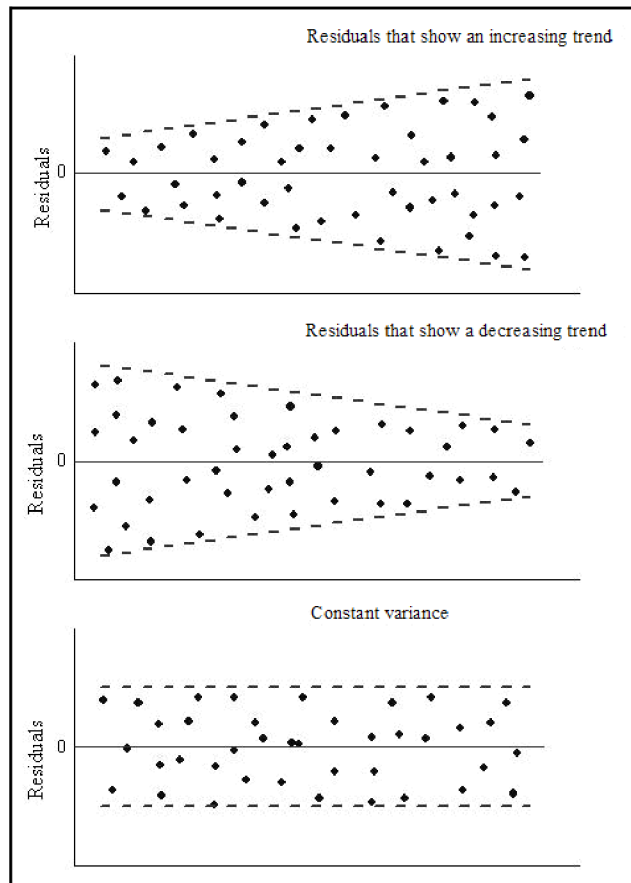 Residuals that show an increasing trend
Residuals
0
Residuals that show a decreasing trend
Residuals
0
Constant variance
Residuals
0